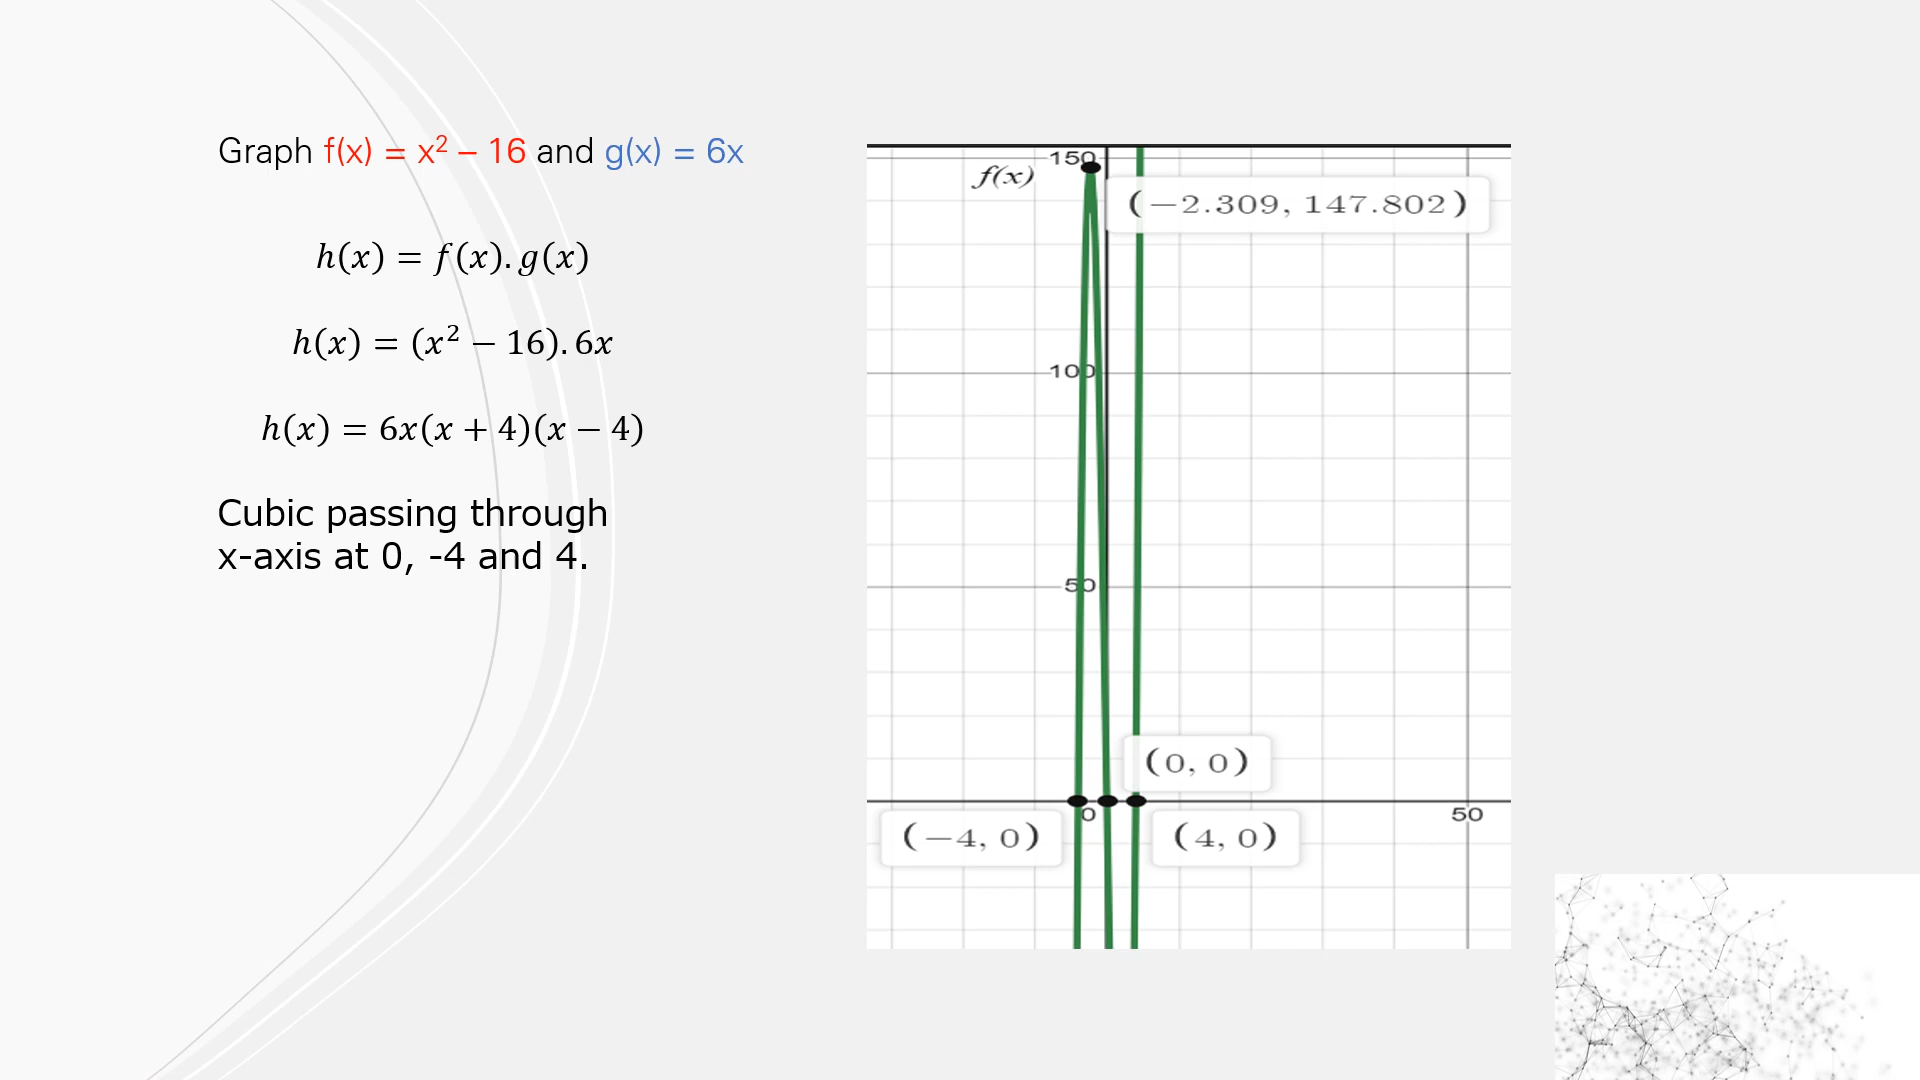 Graph f(x) = x² – 16 and g(x) = 6x
h(x) = f(x).g(x)
h(x) = (x² − 16).6x
h(x) = 6x(x + 4)(x − 4)
Cubic passing through
x-axis at 0, -4 and 4.
150
f(x)
(−2.309, 147.802)
100
50
(0, 0)
0
50
(−4, 0)
(4, 0)